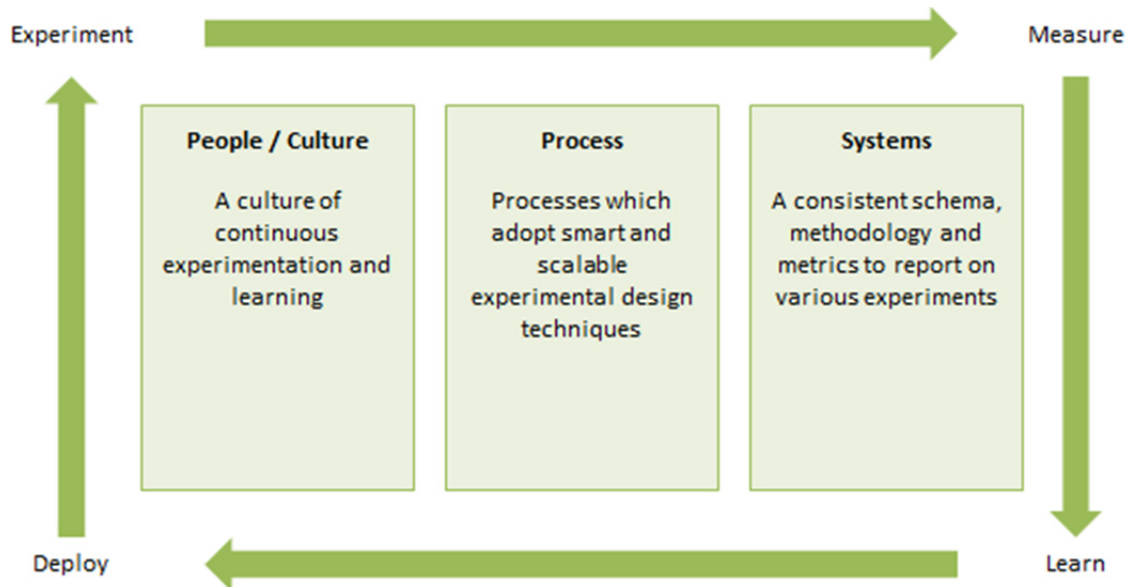 Experiment
Measure
People / Culture
A culture of
continuous
experimentation and
learning
Process
Processes which
adopt smart and
scalable
experimental design
techniques
Systems
A consistent schema,
methodology and
metrics to report on
various experiments
Deploy
Learn